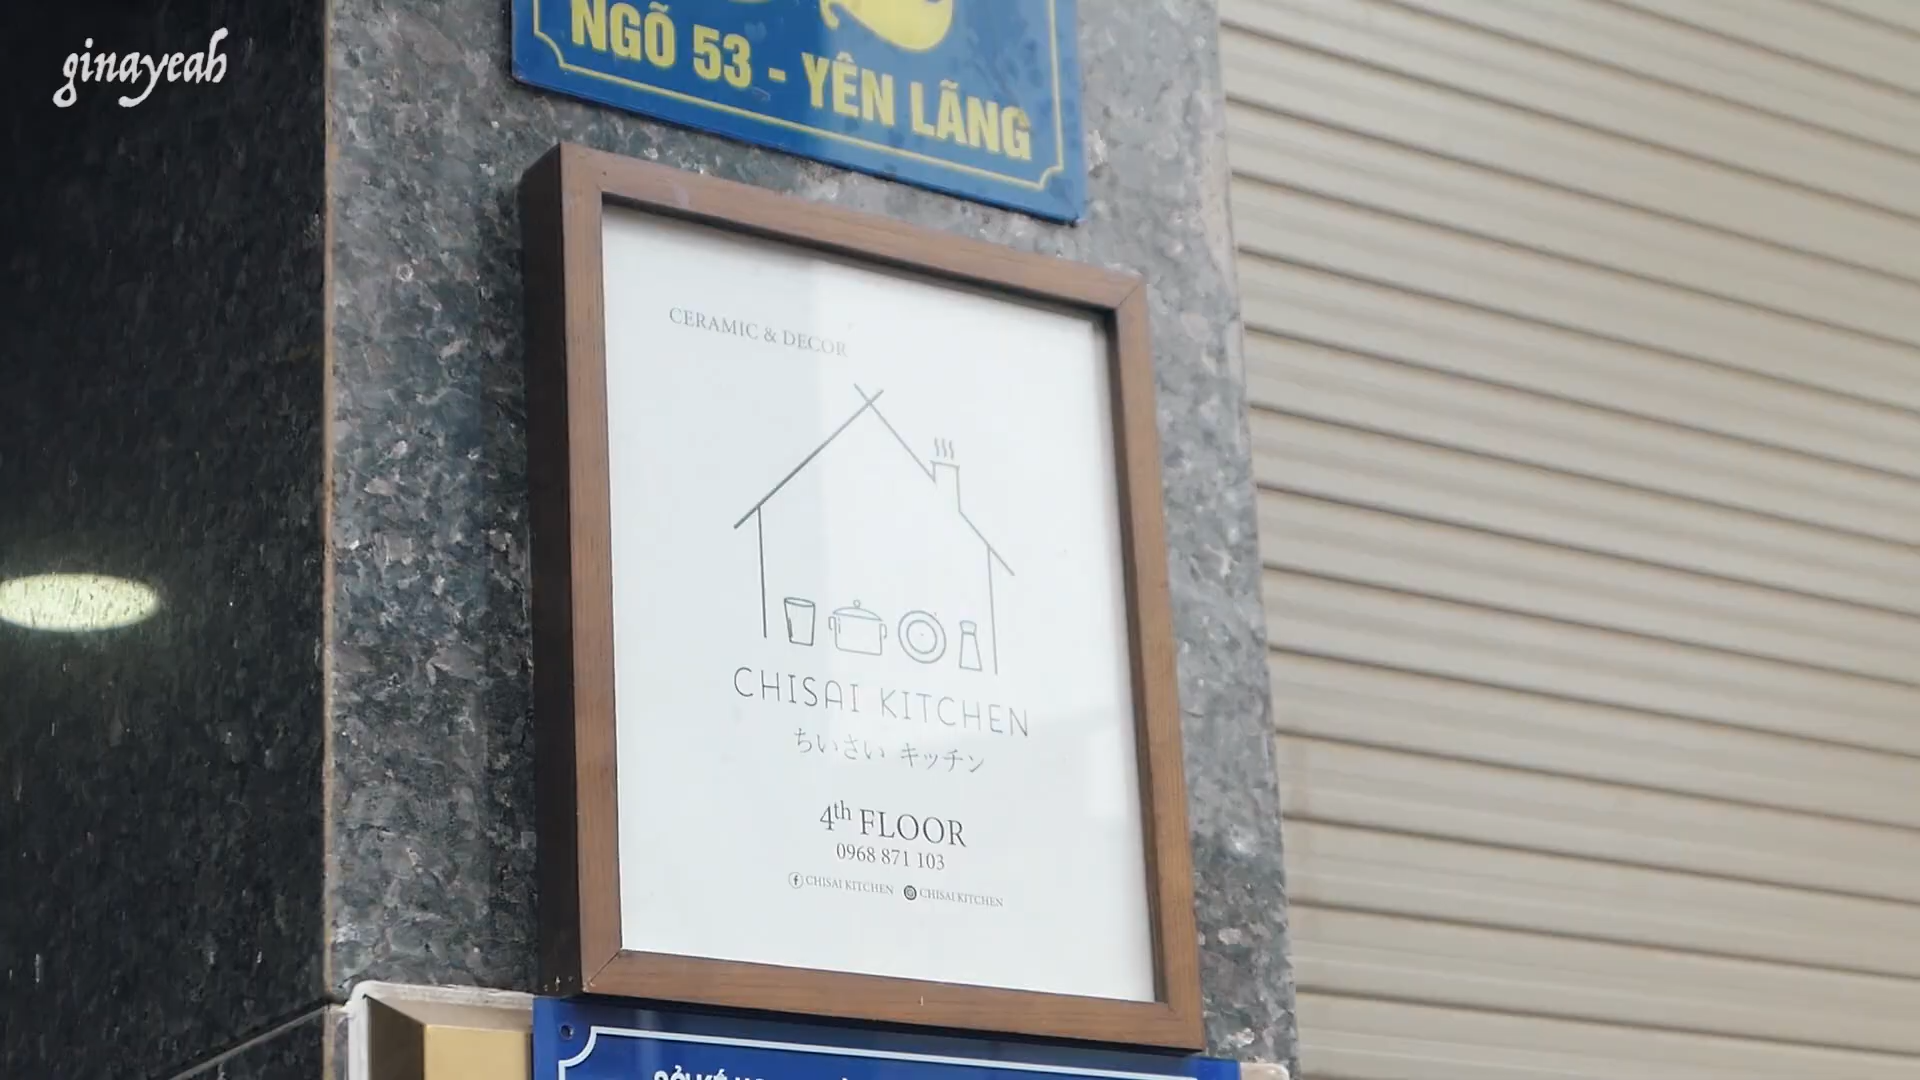 ginayeah
NGÕ 53 - YÊN LÃNG
CERAMIC & DECOR
CHISAI KITCHEN
ちいさい キッチン
4th FLOOR
0968 871 103
CHISAI KITCHEN CHISAI KITCHEN